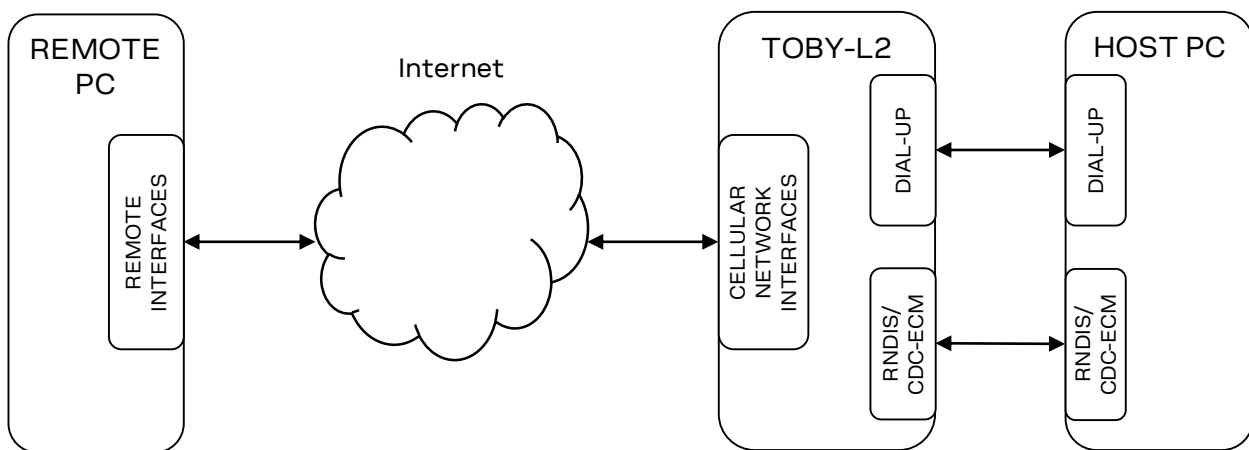 REMOTE
PC
REMOTE
INTERFACES
Internet
TOBY-L2
CELLULAR
NETWORK
INTERFACES
DIAL-UP
RNDIS/
CDC-ECM
HOST PC
DIAL-UP
RNDIS/
CDC-ECM